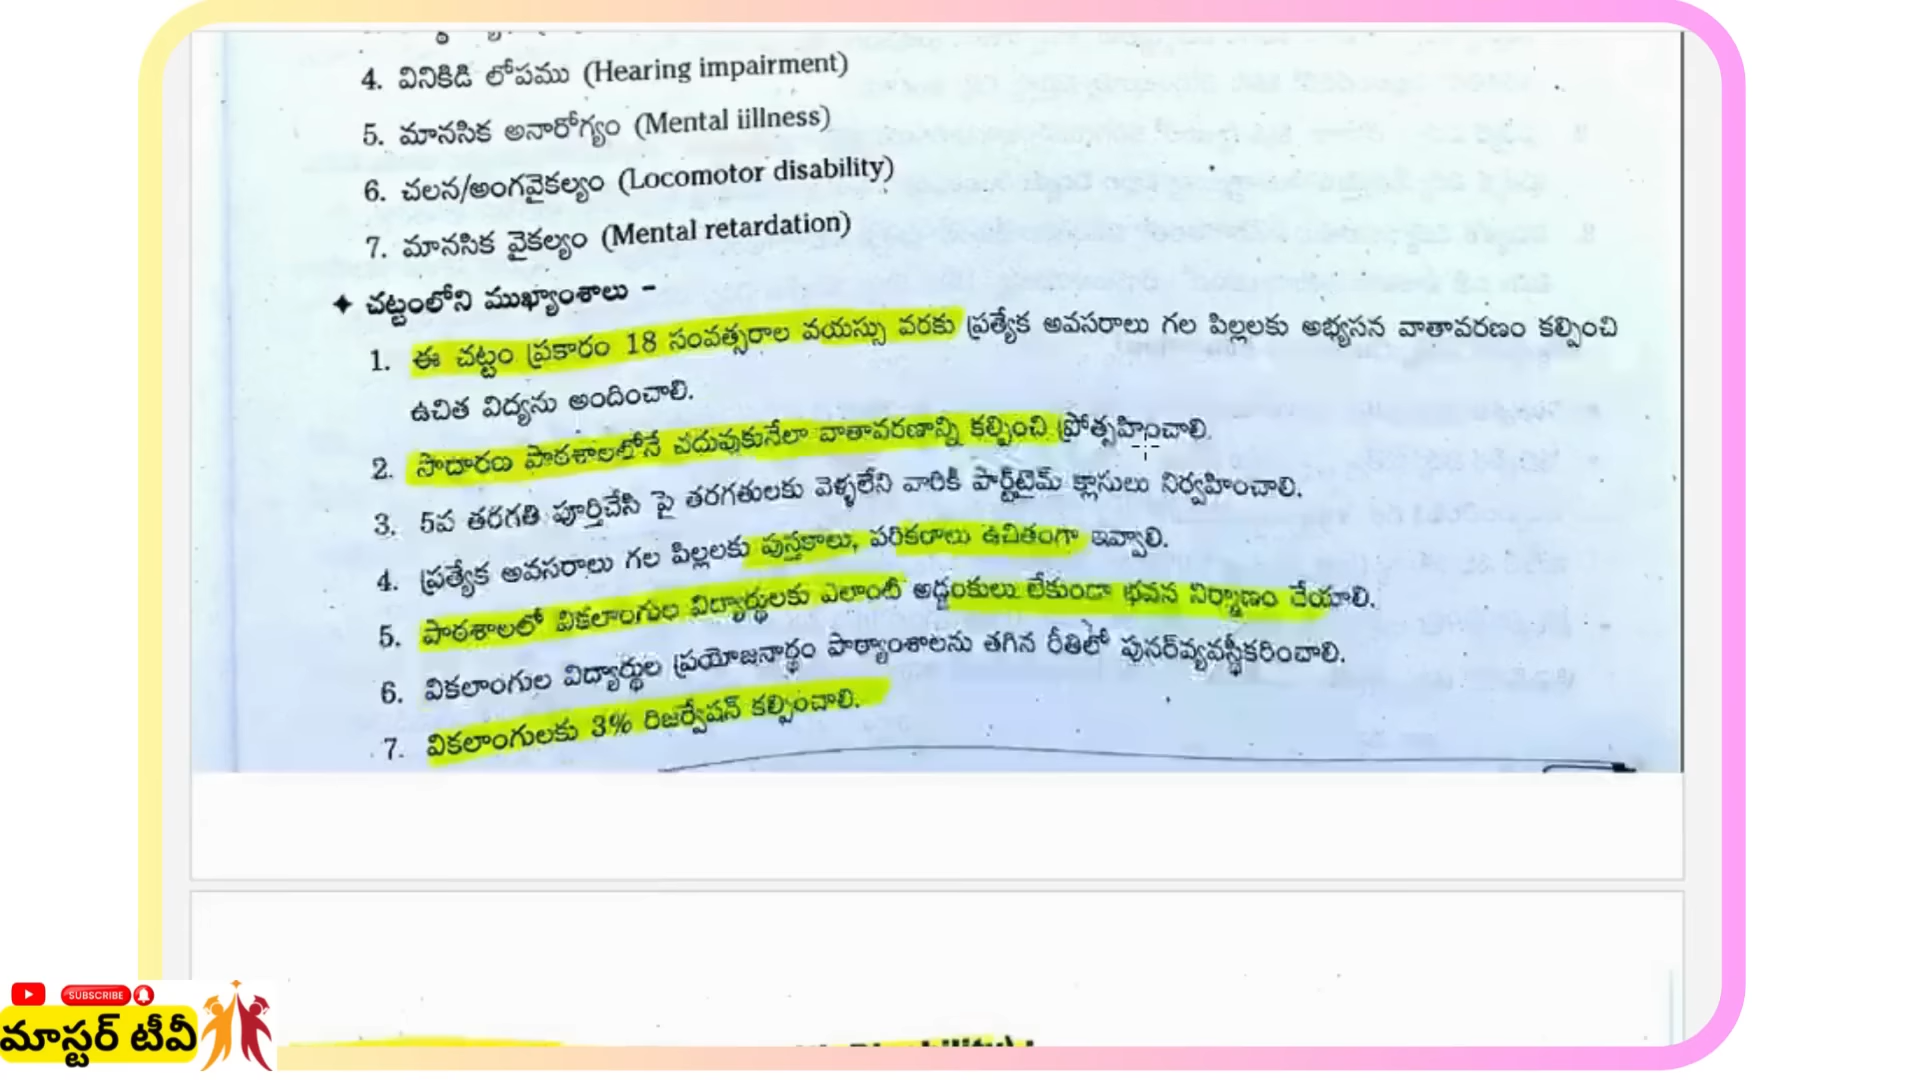 4. వినికిడి లోపము (Hearing impairment)
5. మానసిక అనారోగ్యం (Mental iillness)
6. చలన/అంగవైకల్యం (Locomotor disability)
7. మానసిక వైకల్యం (Mental retardation)
✦ చట్టంలోని ముఖ్యాంశాలు -
1. ఈ చట్టం ప్రకారం 18 సంవత్సరాల వయస్సు వరకు ప్రత్యేక అవసరాలు గల పిల్లలకు అభ్యసన వాతావరణం కల్పించి
ఉచిత విద్యను అందించాలి.
2. సాధారణ పాఠశాలలోనే చదువుకునేలా వాతావరణాన్ని కల్పించి ప్రోత్సహించాలి.
3. 5వ తరగతి పూర్తిచేసి పై తరగతులకు వెళ్ళలేని వారికి పార్ట్‌టైమ్ క్లాసులు నిర్వహించాలి.
4. ప్రత్యేక అవసరాలు గల పిల్లలకు పుస్తకాలు, పరికరాలు ఉచితంగా ఇవ్వాలి.
5. పాఠశాలలో వికలాంగుల విద్యార్థులకు ఎలాంటి అడ్డంకులు లేకుండా భవన నిర్మాణం చేయాలి.
6. వికలాంగుల విద్యార్థుల ప్రయోజనార్థం పాఠ్యాంశాలను తగిన రీతిలో పునర్‌వ్యవస్థీకరించాలి.
7. వికలాంగులకు 3% రిజర్వేషన్ కల్పించాలి.
SUBSCRIBE
మాస్టర్ టీవీ